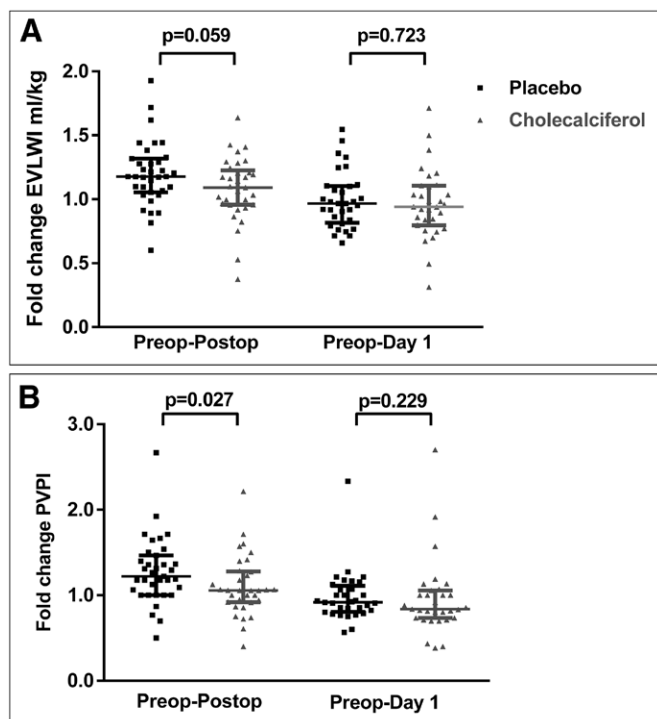 A
p=0.059
p=0.723
Placebo
Cholecalciferol
Fold change EVLWI ml/kg
2.0
1.5
1.0
0.5
0.0
Preop-Postop
Preop-Day 1
B
p=0.027
p=0.229
Fold change PVPI
3.0
2.0
1.0
0.0
Preop-Postop
Preop-Day 1